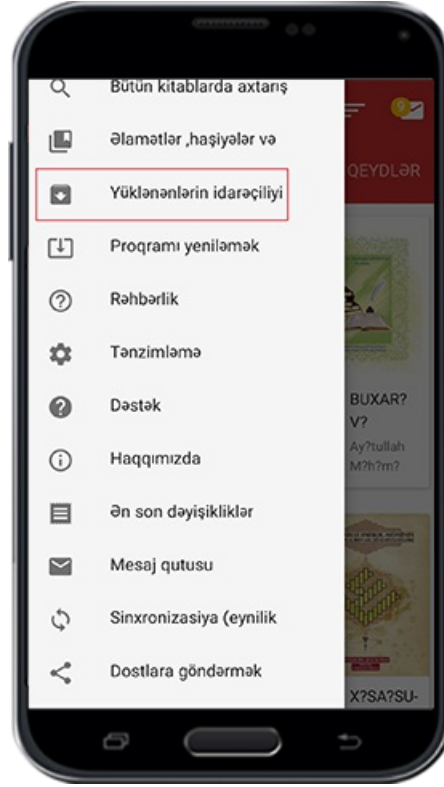 Bütün kitablarda axtarış
9
Əlamətlər ,haşiyələr və
QEYDLƏR
Yüklənənlərin idarəçiliyi
Proqramı yeniləmək
Rəhbərlik
Tənzimləmə
Dəstək
BUXAR?
V?
Ay?tullah
M?h?m?
Haqqımızda
Ən son dəyişikliklər
Mesaj qutusu
Sinxronizasiya (eynilik
Dostlara göndərmək
X?SA?SU-